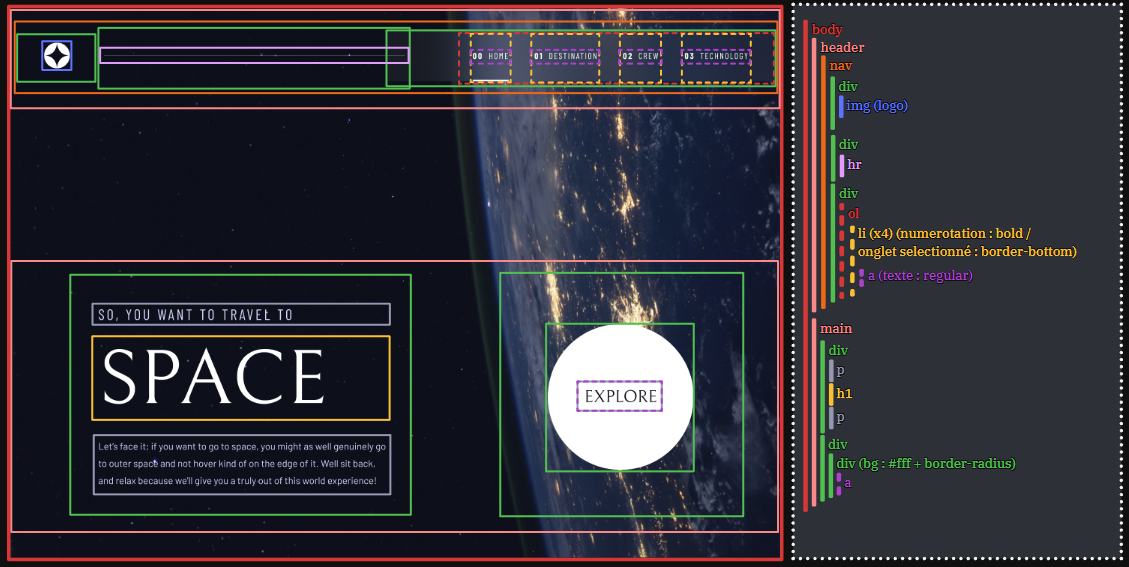 00 HOME
01 DESTINATION
02 CREW
03 TECHNOLOGY
SO, YOU WANT TO TRAVEL TO
SPACE
Let's face it: if you want to go to space, you might as well genuinely go
to outer space and not hover kind of on the edge of it. Well sit back,
and relax because we'll give you a truly out of this world experience!
EXPLORE
body
header
nav
div
img (logo)
div
hr
div
ol
li (x4) (numerotation : bold /
onglet selectionné : border-bottom)
a (texte : regular)
main
div
p
h1
p
div
div (bg : #fff + border-radius)
a